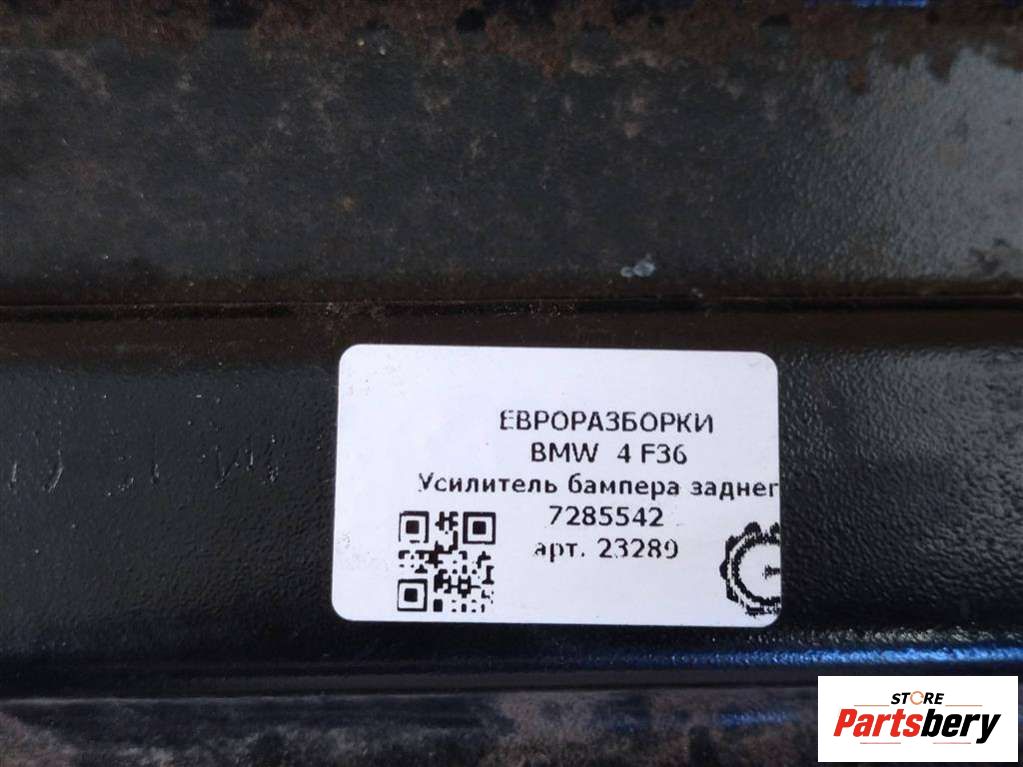 ЕВРОРАЗБОРКИ
BMW 4 F36
Усилитель бампера заднег
7285542
арт. 23289
STORE
Partsbery